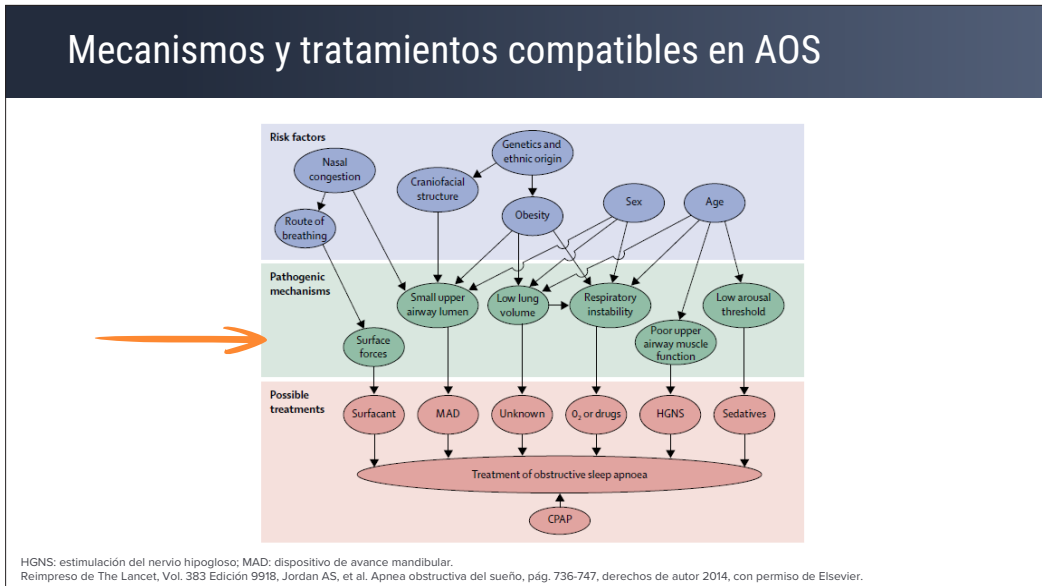 Mecanismos y tratamientos compatibles en AOS
Risk factors
Nasal
congestion
Genetics and
ethnic origin
Craniofacial
structure
Sex
Age
Route of
breathing
Obesity
Pathogenic
mechanisms
Small upper
airway lumen
Low lung
volume
Respiratory
instability
Low arousal
threshold
Surface
forces
Poor upper
airway muscle
function
Possible
treatments
Surfacant
MAD
Unknown
O₂ or drugs
HGNS
Sedatives
Treatment of obstructive sleep apnoea
CPAP
HGNS: estimulación del nervio hipogloso; MAD: dispositivo de avance mandibular.
Reimpreso de The Lancet, Vol. 383 Edición 9918, Jordan AS, et al. Apnea obstructiva del sueño, pág. 736-747, derechos de autor 2014, con permiso de Elsevier.